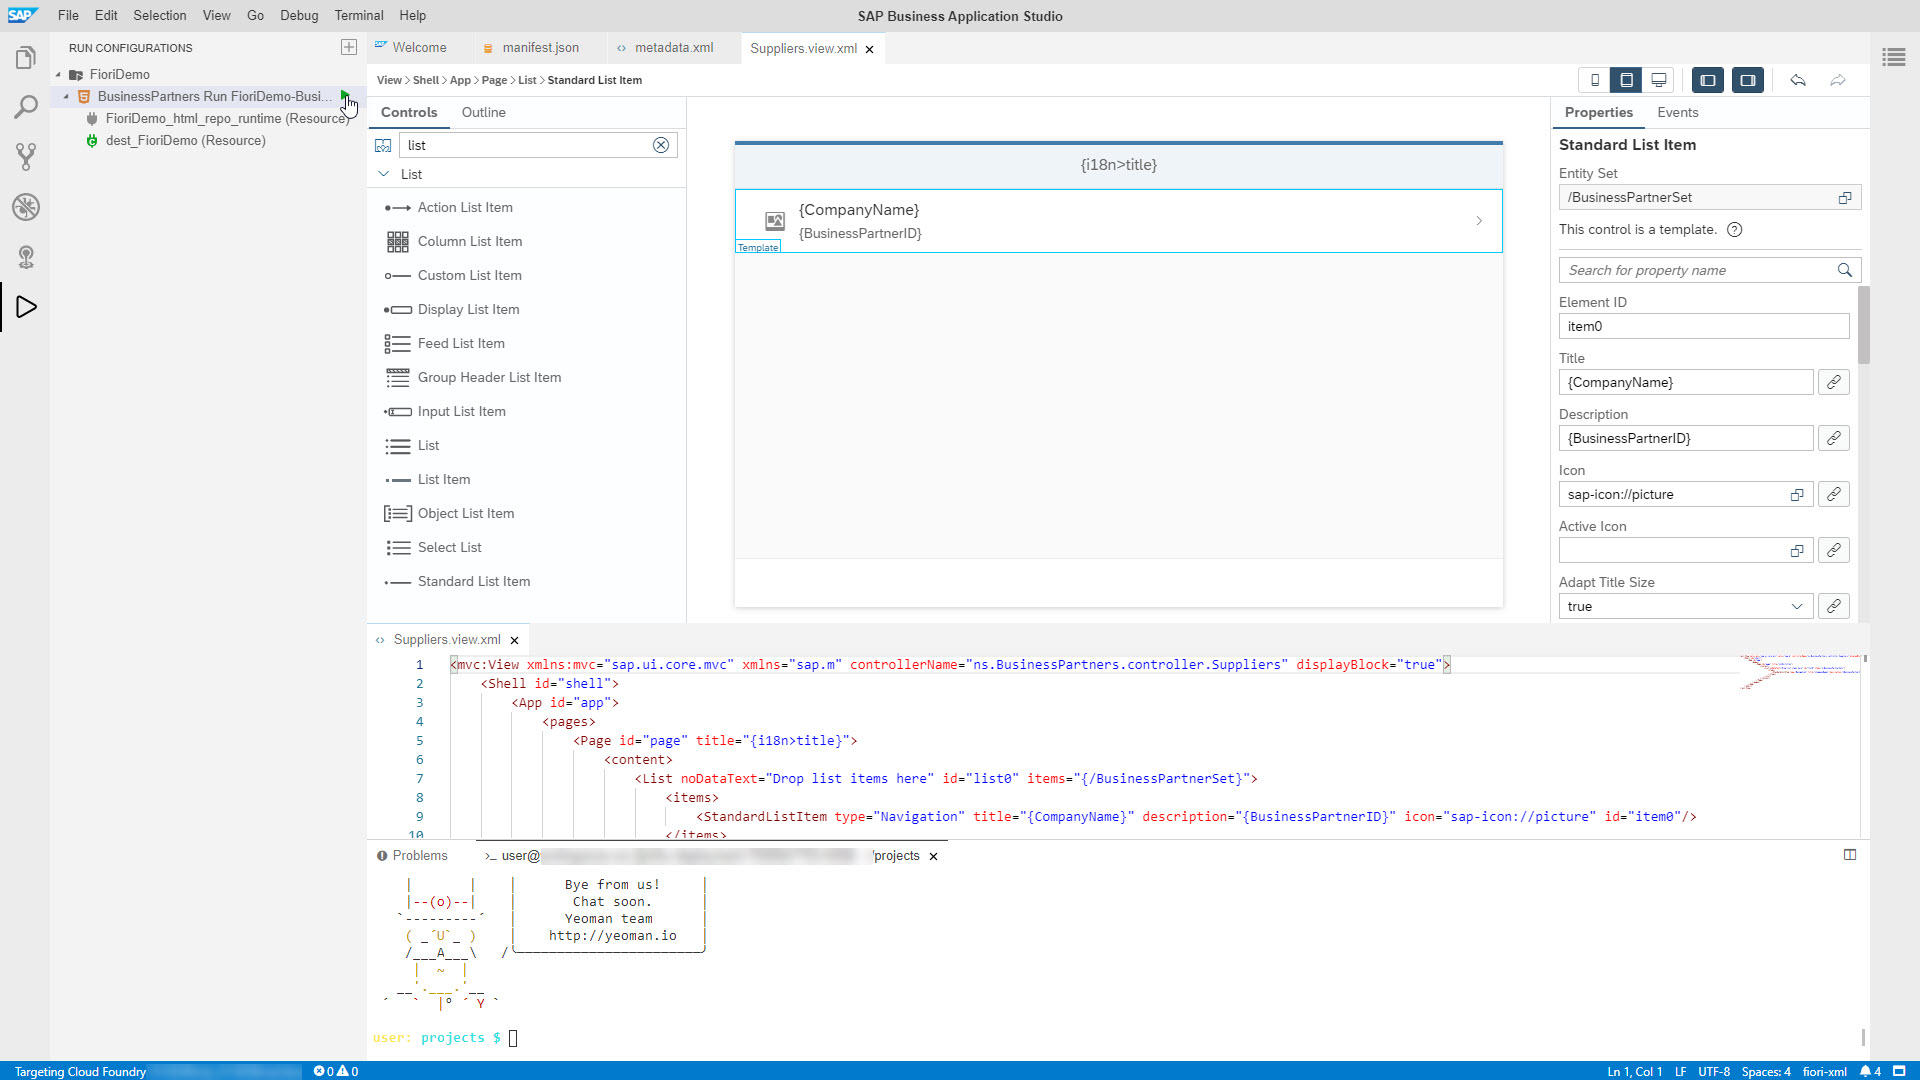 SAP File Edit Selection View Go Debug Terminal Help
SAP Business Application Studio
RUN CONFIGURATIONS
FioriDemo
BusinessPartners Run FioriDemo-Busi...
FioriDemo_html_repo_runtime (Resource)
dest_FioriDemo (Resource)
Welcome manifest.json metadata.xml Suppliers.view.xml
View > Shell > App > Page > List > Standard List Item
Controls Outline
list
List
Action List Item
Column List Item
Custom List Item
Display List Item
Feed List Item
Group Header List Item
Input List Item
List
List Item
Object List Item
Select List
Standard List Item
{i18n>title}
{CompanyName}
{BusinessPartnerID}
Template
Properties Events
Standard List Item
Entity Set
/BusinessPartnerSet
This control is a template.
Search for property name
Element ID
item0
Title
{CompanyName}
Description
{BusinessPartnerID}
Icon
sap-icon://picture
Active Icon
Adapt Title Size
true
Suppliers.view.xml
1 <mvc:View xmlns:mvc="sap.ui.core.mvc" xmlns="sap.m" controllerName="ns.BusinessPartners.controller.Suppliers" displayBlock="true">
2 <Shell id="shell">
3 <App id="app">
4 <pages>
5 <Page id="page" title="{i18n>title}">
6 <content>
7 <List noDataText="Drop list items here" id="list0" items="{/BusinessPartnerSet}">
8 <items>
9 <StandardListItem type="Navigation" title="{CompanyName}" description="{BusinessPartnerID}" icon="sap-icon://picture" id="item0"/>
10 </items>
Problems >_ user@ /projects
Bye from us!
Chat soon.
Yeoman team
http://yeoman.io
user: projects $
Targeting Cloud Foundry 0 0
Ln 1, Col 1 LF UTF-8 Spaces: 4 fiori-xml 4